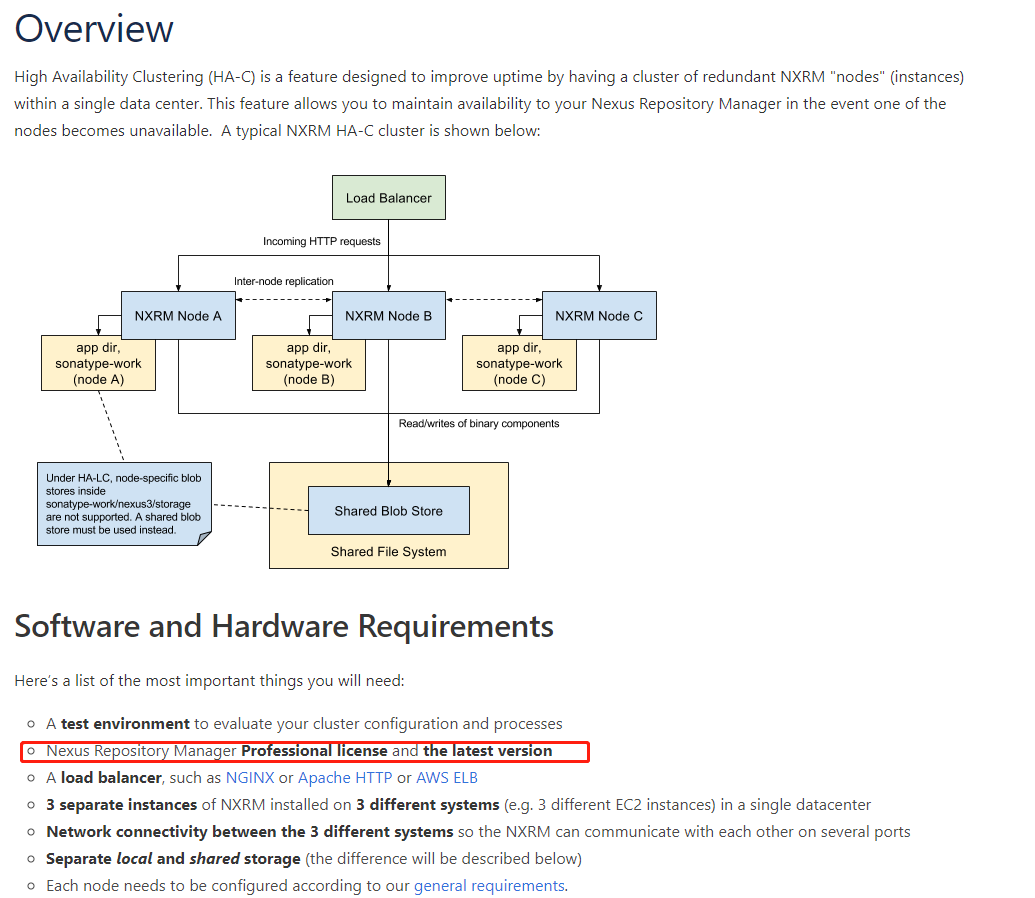 Overview
High Availability Clustering (HA-C) is a feature designed to improve uptime by having a cluster of redundant NXRM "nodes" (instances)
within a single data center. This feature allows you to maintain availability to your Nexus Repository Manager in the event one of the
nodes becomes unavailable.  A typical NXRM HA-C cluster is shown below:
Load Balancer
Incoming HTTP requests
Inter-node replication
NXRM Node A
NXRM Node B
NXRM Node C
app dir,
sonatype-work
(node A)
app dir,
sonatype-work
(node B)
app dir,
sonatype-work
(node C)
Read/writes of binary components
Under HA-LC, node-specific blob
stores inside
sonatype-work/nexus3/storage
are not supported. A shared blob
store must be used instead.
Shared Blob Store
Shared File System
Software and Hardware Requirements
Here's a list of the most important things you will need:
A test environment to evaluate your cluster configuration and processes
Nexus Repository Manager Professional license and the latest version
A load balancer, such as NGINX or Apache HTTP or AWS ELB
3 separate instances of NXRM installed on 3 different systems (e.g. 3 different EC2 instances) in a single datacenter
Network connectivity between the 3 different systems so the NXRM can communicate with each other on several ports
Separate local and shared storage (the difference will be described below)
Each node needs to be configured according to our general requirements.